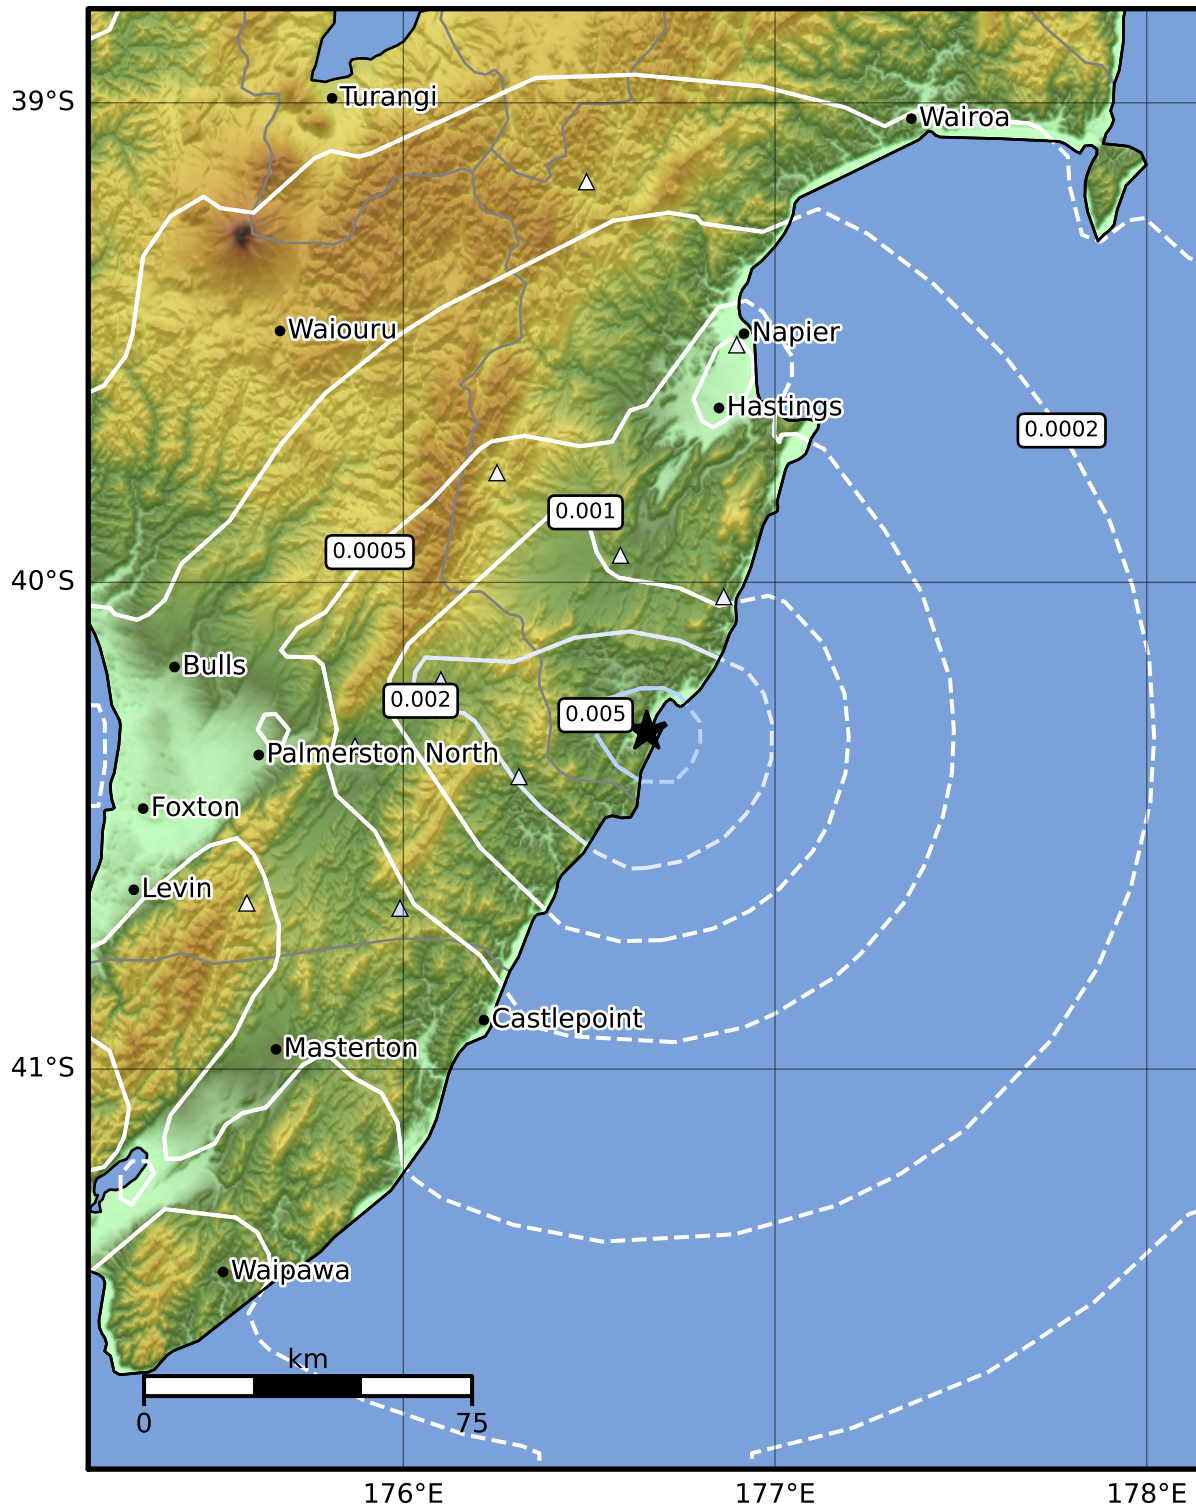 Turangi
39°S
Wairoa
Waiouru
Napier
Hastings
0.0002
0.001
0.0005
40°S
Bulls
0.002
0.005
Palmerston North
Foxton
Levin
Castlepoint
Masterton
41°S
Waipawa
km
0 75
176°E 177°E 178°E